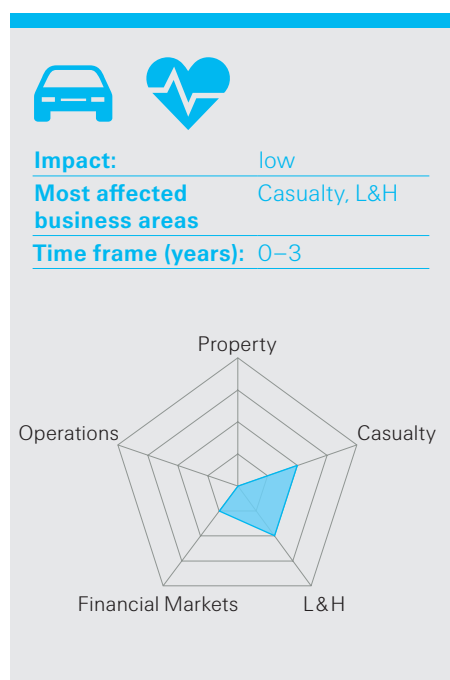 Impact: low
Most affected Casualty, L&H
business areas
Time frame (years): 0–3
Property
Operations
Casualty
Financial Markets
L&H